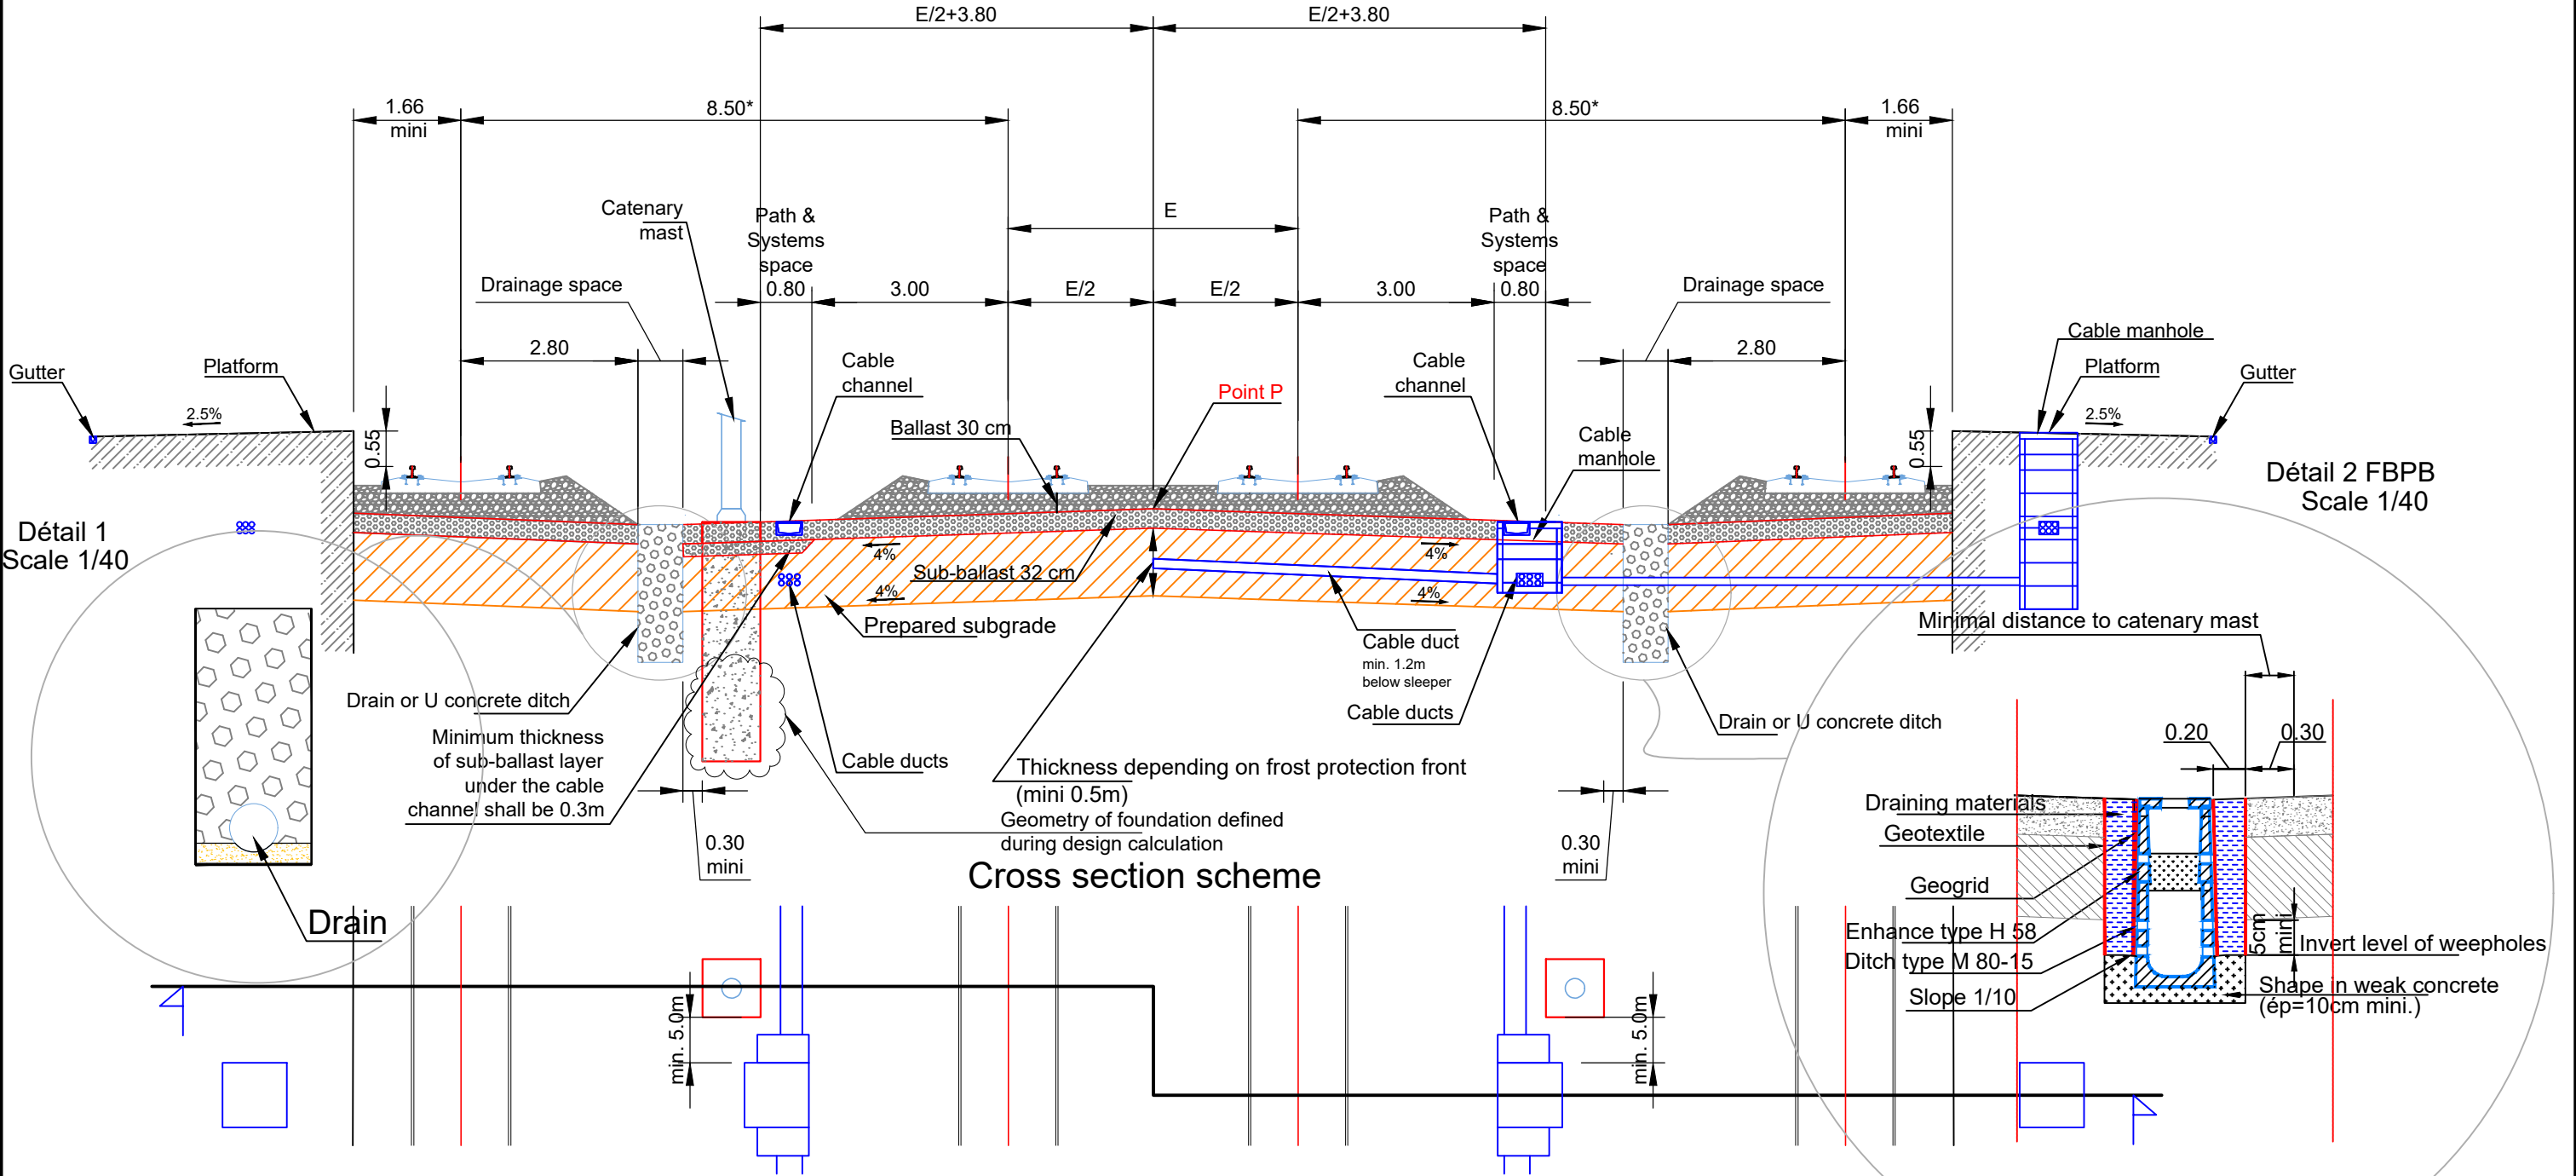 E/2+3.80
E/2+3.80
1.66
mini
8.50*
8.50*
1.66
mini
Catenary
mast
Path &
Systems
space
E
Path &
Systems
space
Drainage space
0.80
3.00
E/2
E/2
3.00
0.80
Drainage space
2.80
2.80
Gutter
Platform
2.5%
0.55
Cable
channel
Ballast 30 cm
Point P
Cable
channel
Cable
manhole
0.55
Cable manhole
Platform
2.5%
Gutter
Détail 1
Scale 1/40
Détail 2 FBPB
Scale 1/40
4%
4%
Sub-ballast 32 cm
4%
4%
Prepared subgrade
Cable duct
min. 1.2m
below sleeper
Cable ducts
Minimal distance to catenary mast
Drain or U concrete ditch
Drain or U concrete ditch
Minimum thickness
of sub-ballast layer
under the cable
channel shall be 0.3m
Cable ducts
Thickness depending on frost protection front
(mini 0.5m)
Geometry of foundation defined
during design calculation
0.30
mini
0.30
mini
Cross section scheme
Drain
0.20
0.30
Draining materials
Geotextile
Geogrid
Enhance type H 58
Ditch type M 80-15
Slope 1/10
5cm
mini
Invert level of weepholes
Shape in weak concrete
(ép=10cm mini.)
min. 5.0m
min. 5.0m